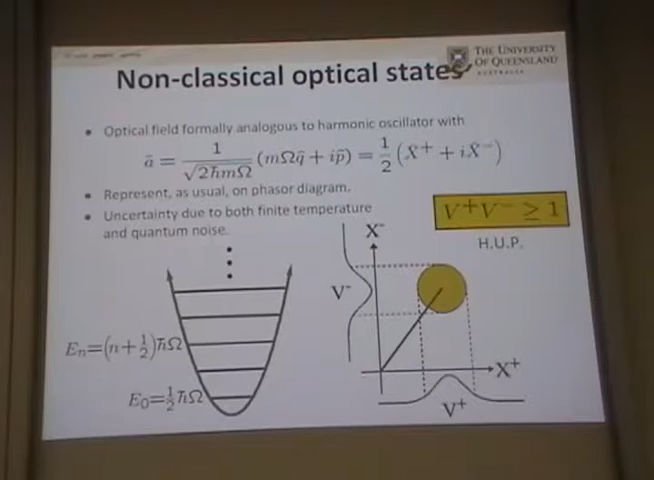 Non-classical optical states
THE UNIVERSITY
OF QUEENSLAND
AUSTRALIA
• Optical field formally analogous to harmonic oscillator with
ā = 1/√2ħmΩ (mΩq̄ + ip̄) = 1/2 (X̄⁺ + iX̄⁻)
• Represent, as usual, on phasor diagram.
• Uncertainty due to both finite temperature
and quantum noise.
V⁺V⁻ ≥ 1
H.U.P.
X⁻
V⁻
Eₙ=(n+½)ħΩ
X⁺
E₀=½ħΩ
V⁺